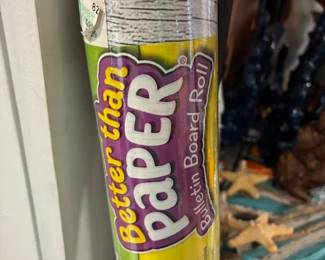 Better than
PAPER®
Bulletin Board Roll